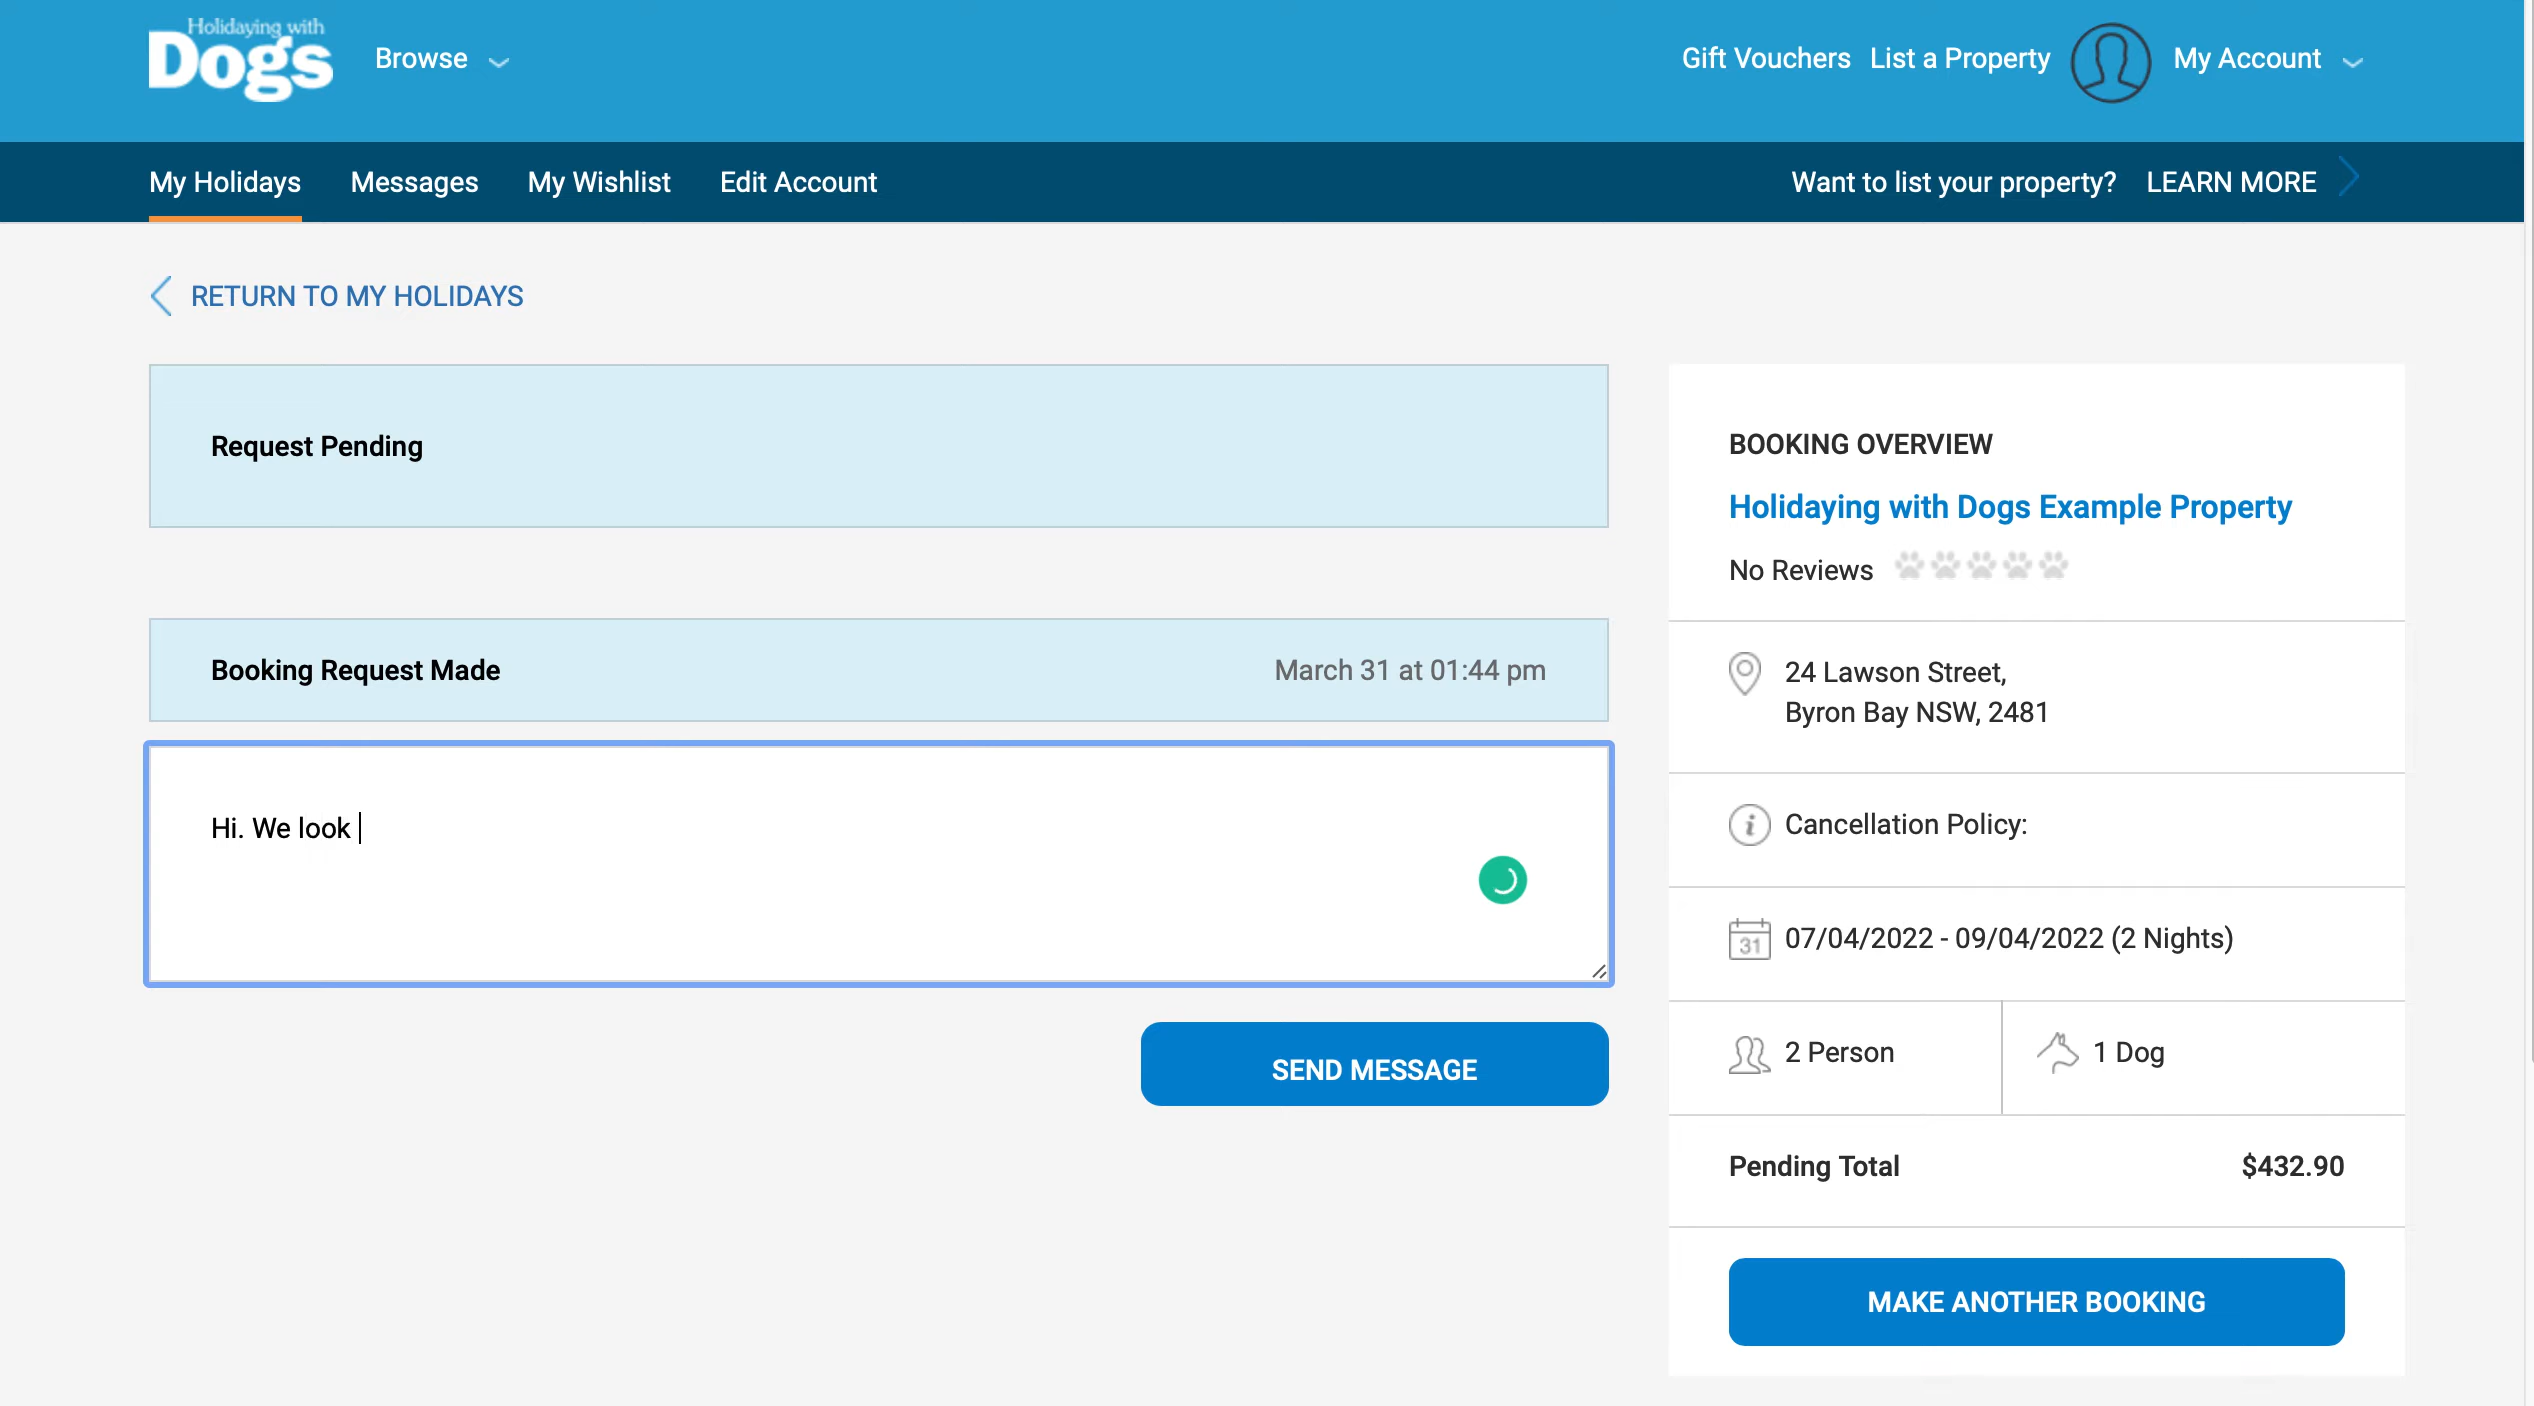 Holidaying with
Dogs
Browse
Gift Vouchers
List a Property
My Account
My Holidays
Messages
My Wishlist
Edit Account
Want to list your property?
LEARN MORE
RETURN TO MY HOLIDAYS
Request Pending
Booking Request Made
March 31 at 01:44 pm
Hi. We look
SEND MESSAGE
BOOKING OVERVIEW
Holidaying with Dogs Example Property
No Reviews
24 Lawson Street,
Byron Bay NSW, 2481
i
Cancellation Policy:
31
07/04/2022 - 09/04/2022 (2 Nights)
2 Person
1 Dog
Pending Total
$432.90
MAKE ANOTHER BOOKING